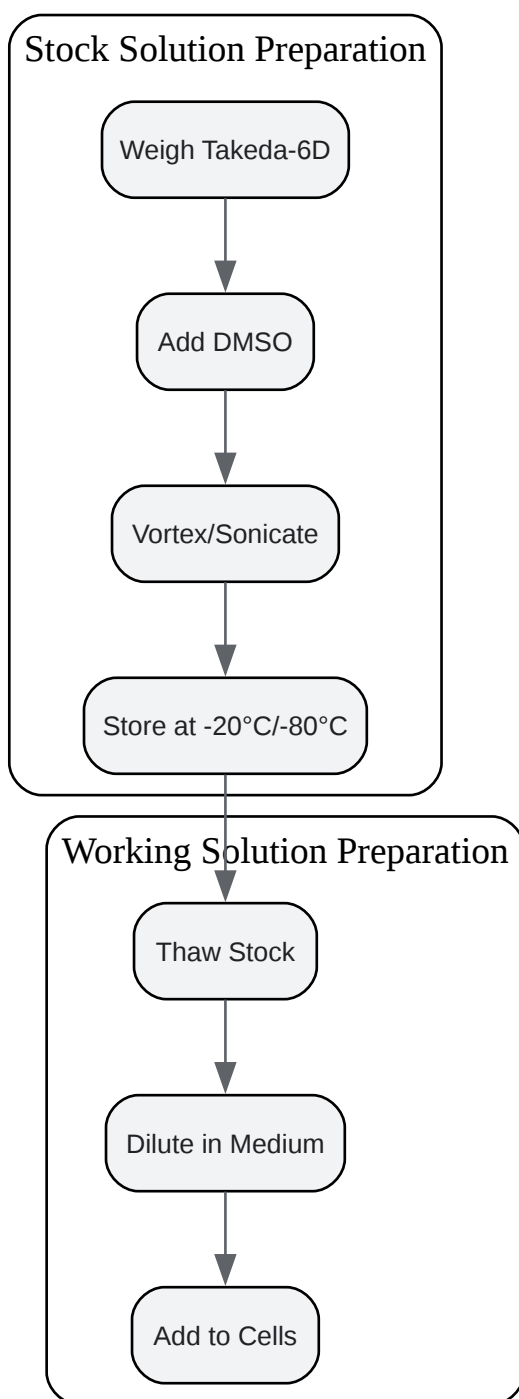 Stock Solution Preparation
Weigh Takeda-6D
Add DMSO
Vortex/Sonicate
Store at -20°C/-80°C
Working Solution Preparation
Thaw Stock
Dilute in Medium
Add to Cells